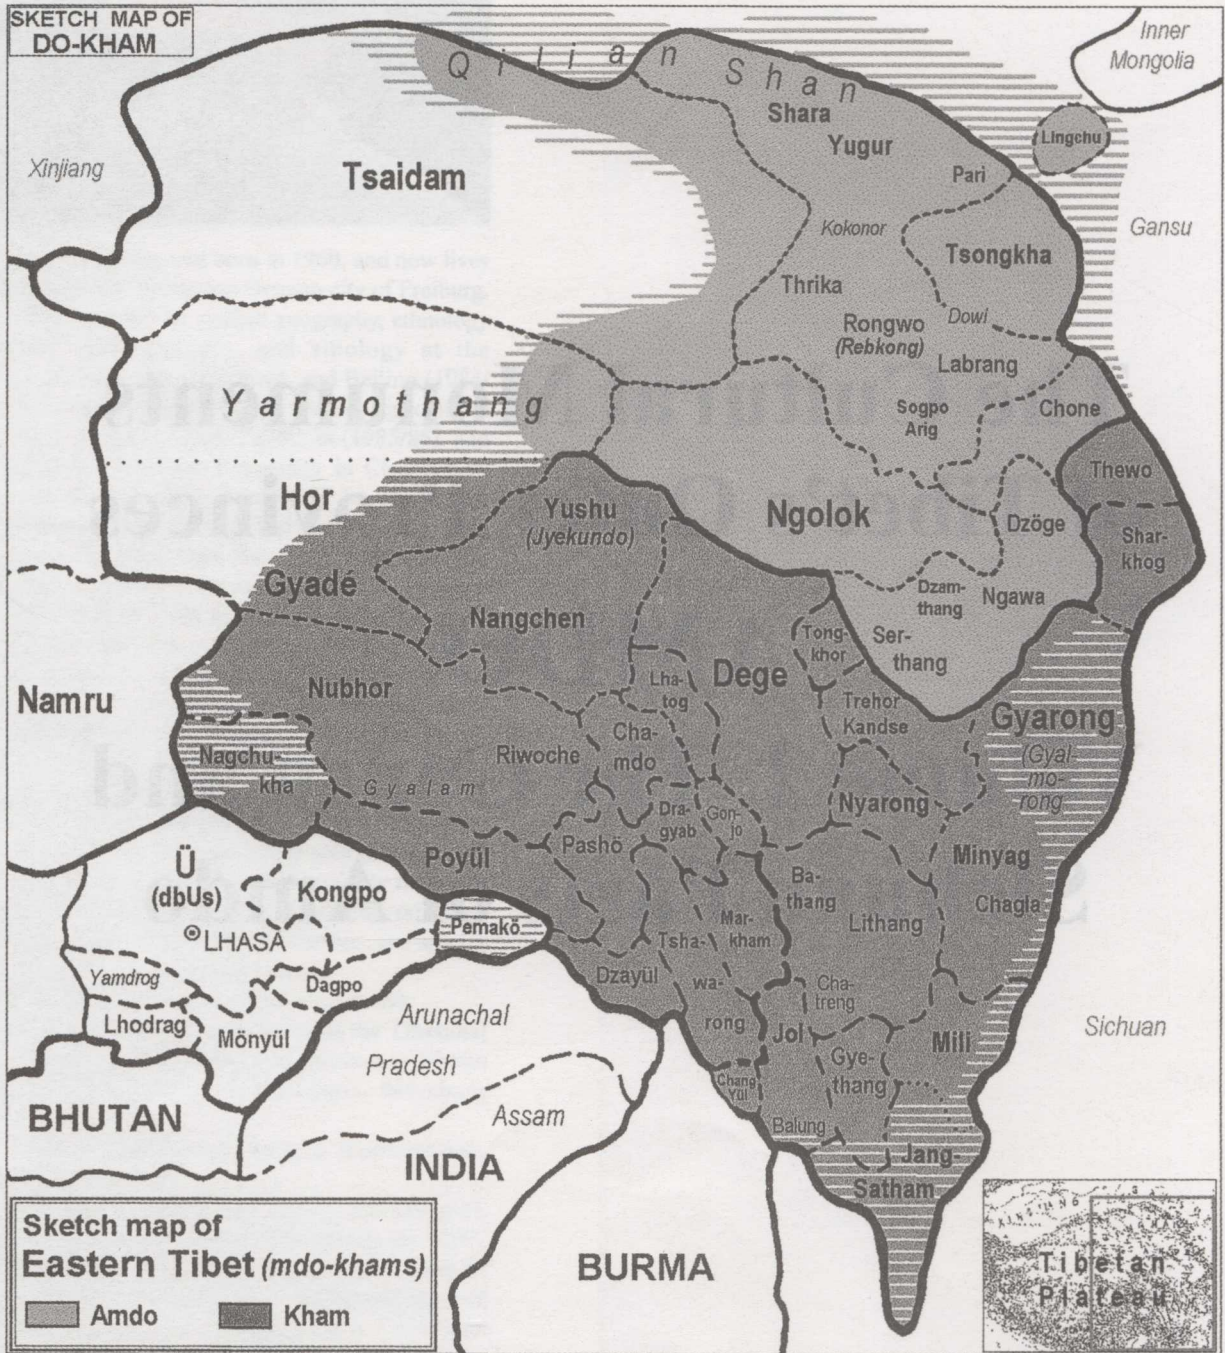 SKETCH MAP OF
DO-KHAM
Inner
Mongolia
Qilian Shan
Shara
Yugur
Lingchu
Pari
Xinjiang
Tsaidam
Kokonor
Gansu
Tsongkha
Thrika
Dowi
Rongwo
(Rebkong)
Labrang
Yarmothang
Sogpo
Arig
Chone
Thewo
Hor
Yushu
(Jyekundo)
Ngolok
Dzöge
Shar-
khog
Gyadé
Nangchen
Dzam-
thang
Ngawa
Tong-
khor
Ser-
thang
Namru
Nubhor
Lha-
tog
Dege
Trehor
Kandse
Gyarong
(Gyal-
mo-
rong
Nagchu-
kha
Riwoche
Cha-
mdo
Gyalam
Nyarong
Dra-
gyab
Gon-
jo
Poyül
Pashö
Minyag
Ü
(dbUs)
Kongpo
Ba-
thang
Chagla
LHASA
Pemakö
Mar-
kham
Lithang
Tsha-
wa-
rong
Yamdrog
Dagpo
Dzayül
Cha-
treng
Lhodrag
Mönyül
Arunachal
Pradesh
Jol
Mili
Sichuan
Gye-
thang
Chang
Yül
BHUTAN
Assam
Balung
INDIA
Jang-
Satham
Sketch map of
Eastern Tibet (mdo-khams)
Amdo
Kham
BURMA
Tibetan
Plateau